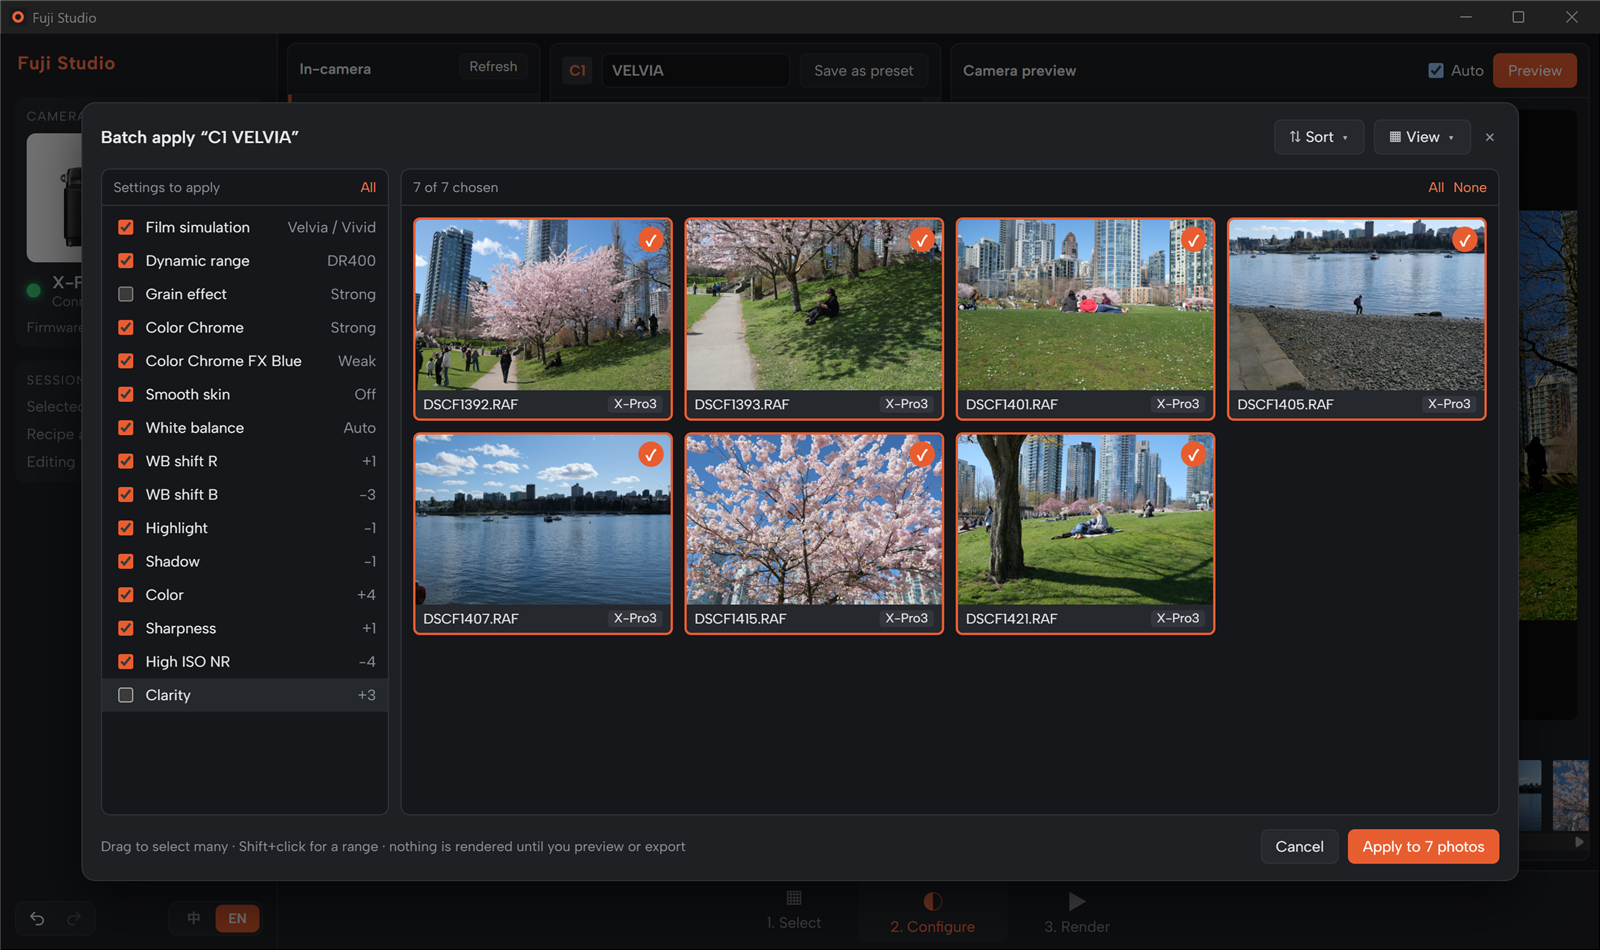 Fuji Studio
Fuji Studio
In-camera
Refresh
C1
VELVIA
Save as preset
Camera preview
Auto
Preview
CAMERA
Batch apply “C1 VELVIA”
Sort
View
Settings to apply
All
7 of 7 chosen
All None
Film simulation Velvia / Vivid
Dynamic range DR400
Grain effect Strong
Color Chrome Strong
Color Chrome FX Blue Weak
Smooth skin Off
White balance Auto
WB shift R +1
WB shift B -3
Highlight -1
Shadow -1
Color +4
Sharpness +1
High ISO NR -4
Clarity +3
DSCF1392.RAF X-Pro3
DSCF1393.RAF X-Pro3
DSCF1401.RAF X-Pro3
DSCF1405.RAF X-Pro3
DSCF1407.RAF X-Pro3
DSCF1415.RAF X-Pro3
DSCF1421.RAF X-Pro3
Firmware
SESSION
Selected
Recipe
Editing
Drag to select many · Shift+click for a range · nothing is rendered until you preview or export
Cancel
Apply to 7 photos
中
EN
1. Select
2. Configure
3. Render